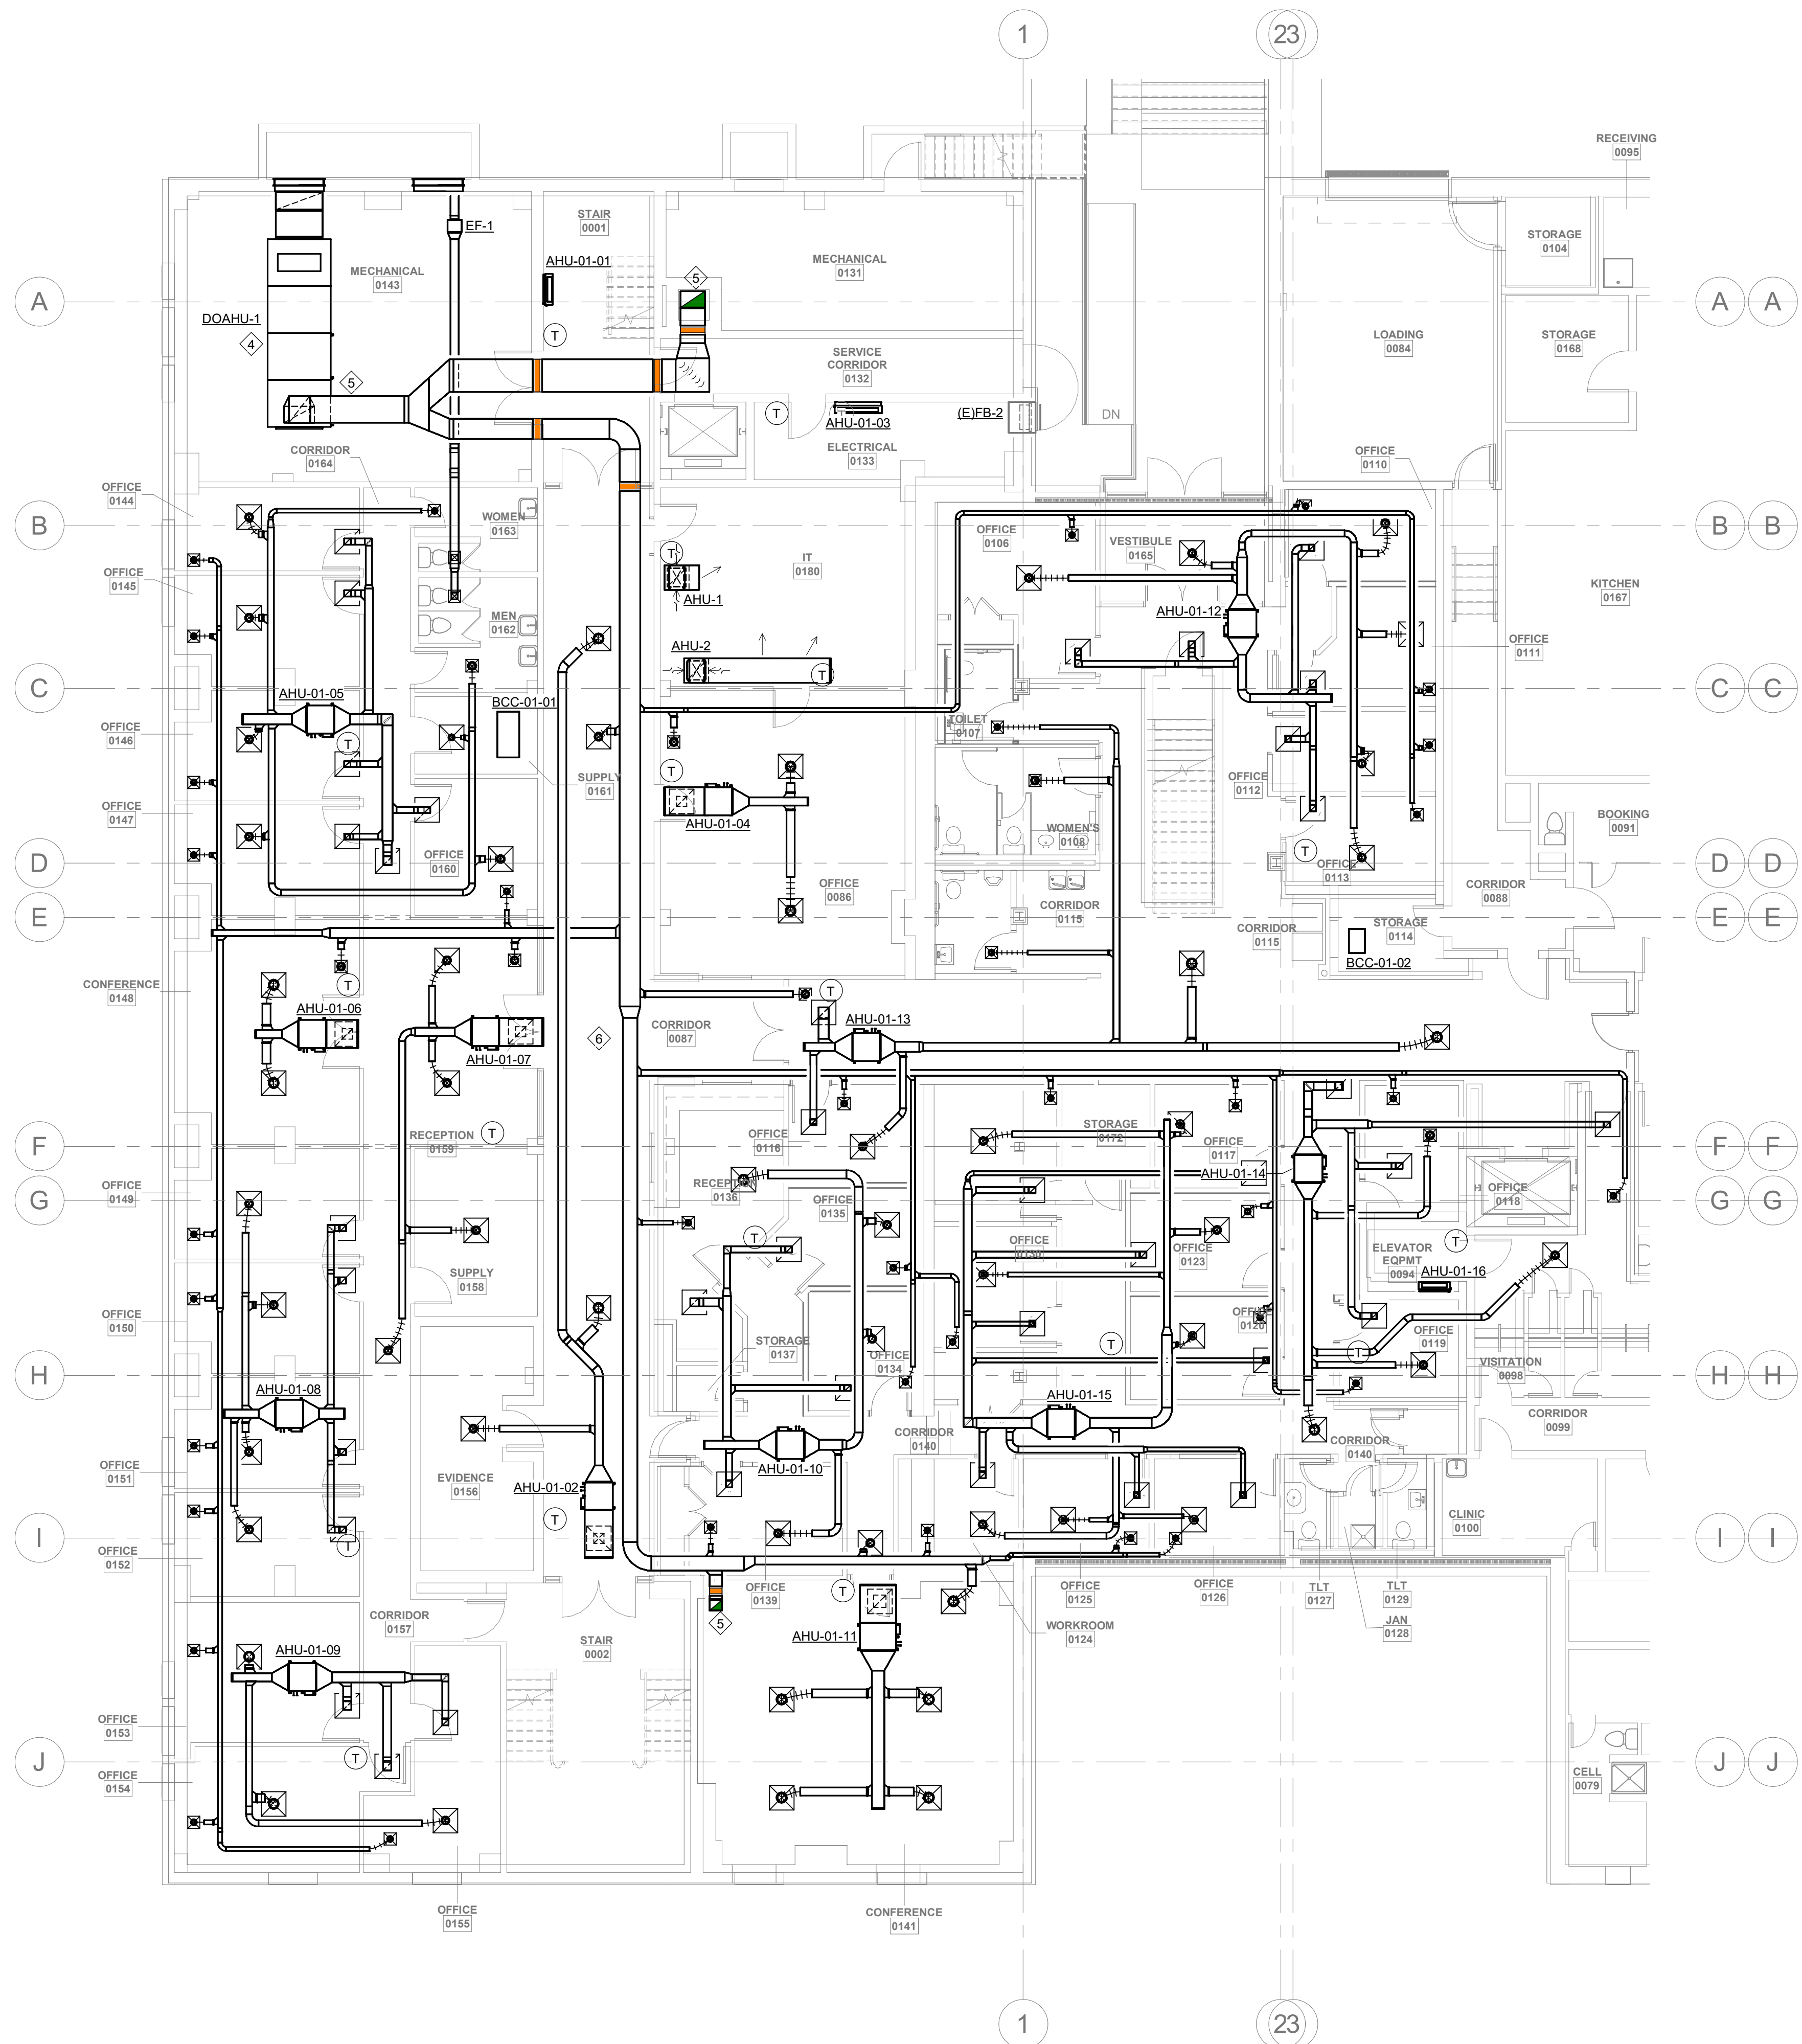 1
23
RECEIVING
0095
STAIR
0001
EF-1
STORAGE
0104
AHU-01-01
MECHANICAL
0143
MECHANICAL
0131
5
A
A
A
DOAHU-1
4
T
LOADING
0084
STORAGE
0168
SERVICE
CORRIDOR
0132
5
T
AHU-01-03
(E)FB-2
DN
ELECTRICAL
0133
CORRIDOR
0164
OFFICE
0110
OFFICE
0144
B
WOMEN
0163
OFFICE
0106
VESTIBULE
0165
B
B
T
IT
0180
OFFICE
0145
KITCHEN
0167
AHU-1
MEN
0162
AHU-01-12
OFFICE
0111
AHU-2
T
C
AHU-01-05
BCC-01-01
C
C
OFFICE
0146
TOILET
0107
T
SUPPLY
0161
T
OFFICE
0112
OFFICE
0147
AHU-01-04
BOOKING
0091
WOMEN'S
0108
D
OFFICE
0160
T
OFFICE
0113
D
D
OFFICE
0086
CORRIDOR
0088
CORRIDOR
0115
E
STORAGE
0114
CORRIDOR
0115
E
E
BCC-01-02
CONFERENCE
0148
T
T
AHU-01-06
AHU-01-07
6
CORRIDOR
0087
AHU-01-13
F
RECEPTION
0159
T
OFFICE
0116
STORAGE
0172
OFFICE
0117
F
F
AHU-01-14
G
OFFICE
0149
RECEPTION
0136
OFFICE
0135
OFFICE
0118
G
G
T
T
OFFICE
0130
OFFICE
0123
ELEVATOR
EQPMT
0094
AHU-01-16
SUPPLY
0158
OFFICE
0150
OFFICE
0120
STORAGE
0137
T
T
OFFICE
0119
OFFICE
0134
VISITATION
0098
H
H
H
AHU-01-08
AHU-01-15
CORRIDOR
0140
CORRIDOR
0099
CORRIDOR
0140
AHU-01-10
OFFICE
0151
EVIDENCE
0156
AHU-01-02
T
CLINIC
0100
I
T
I
I
OFFICE
0152
OFFICE
0139
T
OFFICE
0125
OFFICE
0126
TLT
0127
TLT
0129
5
CORRIDOR
0157
WORKROOM
0124
JAN
0128
STAIR
0002
AHU-01-11
AHU-01-09
OFFICE
0153
T
J
J
J
OFFICE
0154
CELL
0079
OFFICE
0155
CONFERENCE
0141
1
23